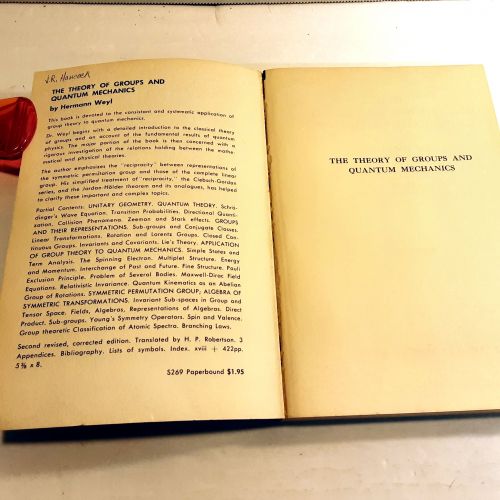 J.R. Hancock
THE THEORY OF GROUPS AND
QUANTUM MECHANICS
by Hermann Weyl
This book is devoted to the consistent and systematic application of
group theory to quantum mechanics.
Dr. Weyl begins with a detailed introduction to the classical theory
of groups and an account of the fundamental results of quantum
physics. The major portion of the book is then concerned with a
rigorous investigation of the relations holding between the mathe-
matical and physical theories.
The author emphasizes the "reciprocity" between representations of
the symmetric permutation group and those of the complete linear
group. His simplified treatment of "reciprocity," the Clebsch-Gordan
series, and the Jordan-Hölder theorem and its analogues, has helped
to clarify these important and complex topics.
Partial Contents: UNITARY GEOMETRY. QUANTUM THEORY. Schrö-
dinger's Wave Equation. Transition Probabilities. Directional Quanti-
zation. Collision Phenomena. Zeeman and Stark effects. GROUPS
AND THEIR REPRESENTATIONS. Sub-groups and Conjugate Classes.
Linear Transformations. Rotation and Lorentz Groups. Closed Con-
tinuous Groups. Invariants and Covariants. Lie's Theory. APPLICATION
OF GROUP THEORY TO QUANTUM MECHANICS. Simple States and
Term Analysis. The Spinning Electron. Multiplet Structure. Energy
and Momentum. Interchange of Past and Future. Fine Structure. Pauli
Exclusion Principle. Problem of Several Bodies. Maxwell-Dirac Field
Equations. Relativistic Invariance. Quantum Kinematics as an Abelian
Group of Rotations. SYMMETRIC PERMUTATION GROUP, ALGEBRA OF
SYMMETRIC TRANSFORMATIONS. Invariant Sub-spaces in Group and
Tensor Space. Fields, Algebras, Representations of Algebras. Direct
Product. Sub-groups. Young's Symmetry Operators. Spin and Valence.
Group theoretic Classification of Atomic Spectra. Branching Laws.
Second revised, corrected edition. Translated by H. P. Robertson. 3
Appendices. Bibliography. Lists of symbols. Index. xviii + 422pp.
5⅜ x 8.
S269 Paperbound $1.95
THE THEORY OF GROUPS AND
QUANTUM MECHANICS